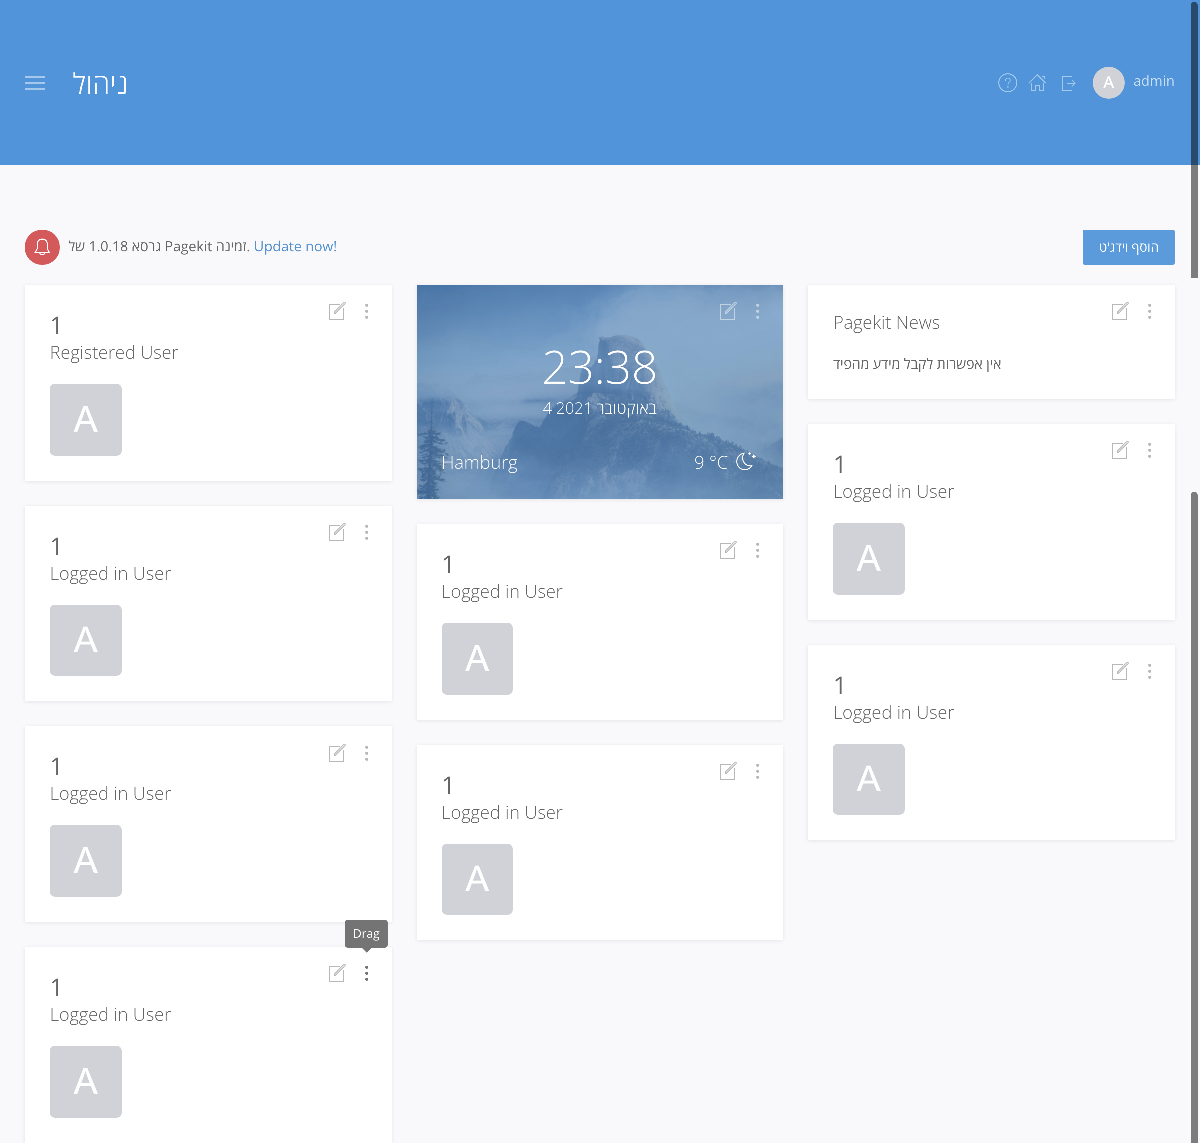 ניהול
A admin
גרסא 1.0.18 של Pagekit זמינה. Update now!
הוסף וידג'ט
1
Registered User
A
1
Logged in User
A
1
Logged in User
A
Drag
1
Logged in User
A
23:38
4 באוקטובר 2021
Hamburg
9 °C
1
Logged in User
A
1
Logged in User
A
Pagekit News
אין אפשרות לקבל מידע מהפיד
1
Logged in User
A
1
Logged in User
A